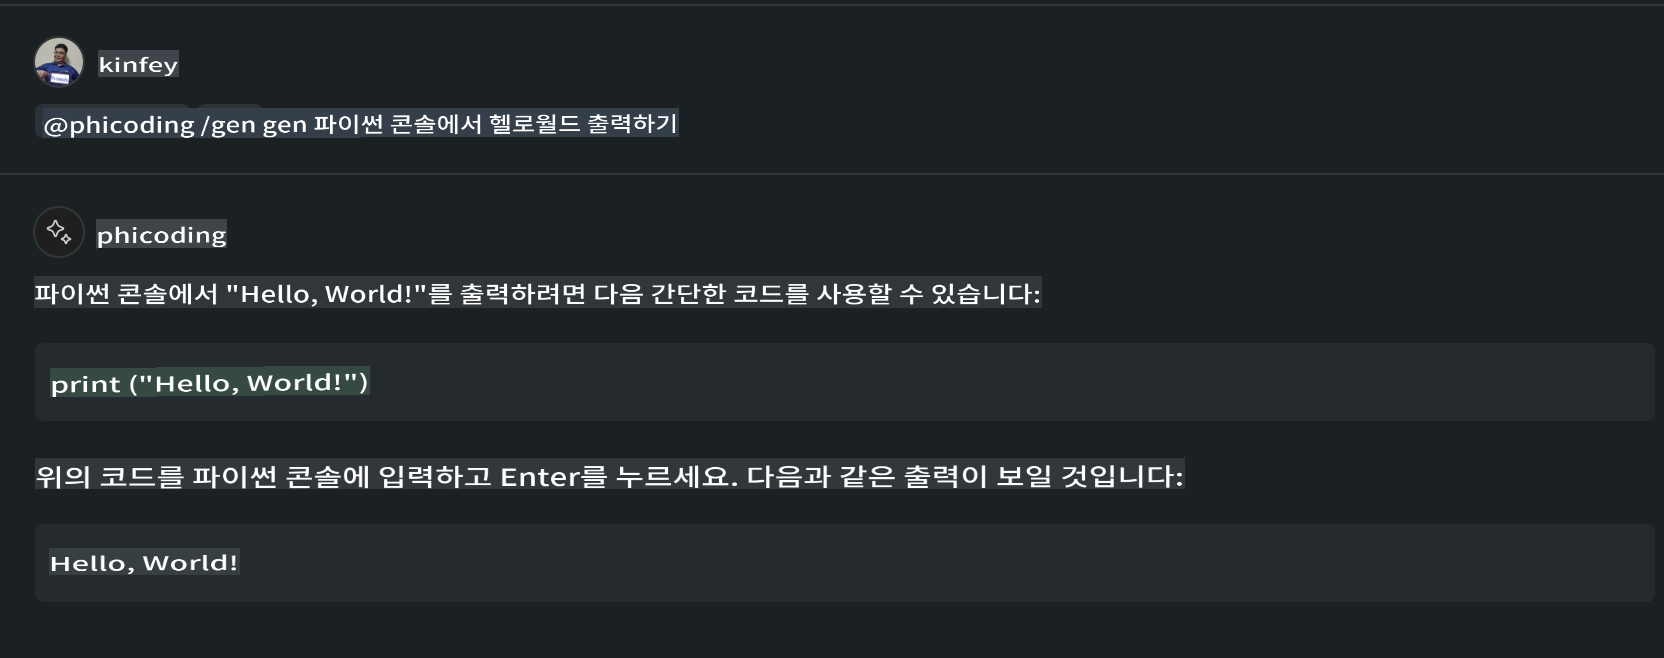 kinfey
@phicoding /gen gen 파이썬 콘솔에서 헬로월드 출력하기
phicoding
파이썬 콘솔에서 "Hello, World!"를 출력하려면 다음 간단한 코드를 사용할 수 있습니다:
print ("Hello, World!")
위의 코드를 파이썬 콘솔에 입력하고 Enter를 누르세요. 다음과 같은 출력이 보일 것입니다:
Hello, World!